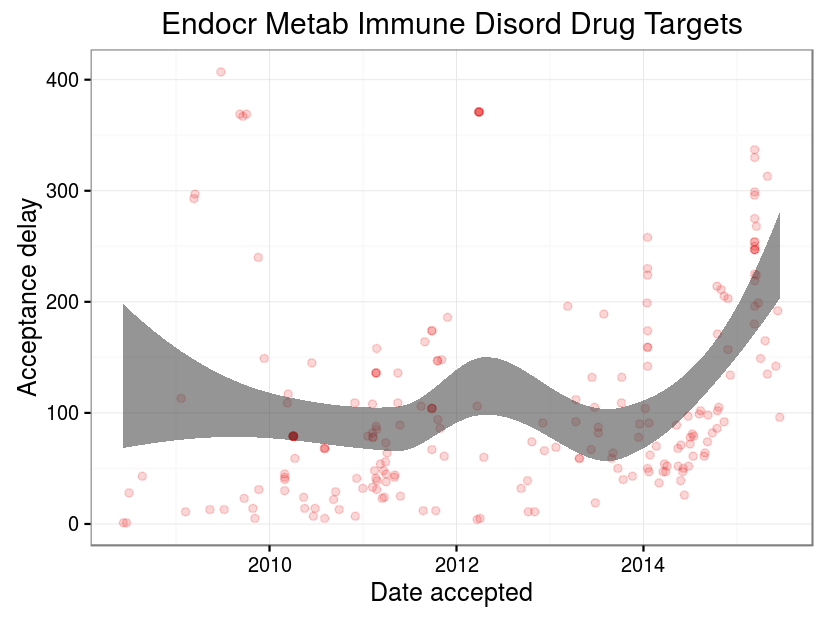 Endocr Metab Immune Disord Drug Targets
400
300
200
100
0
Acceptance delay
2010 2012 2014
Date accepted